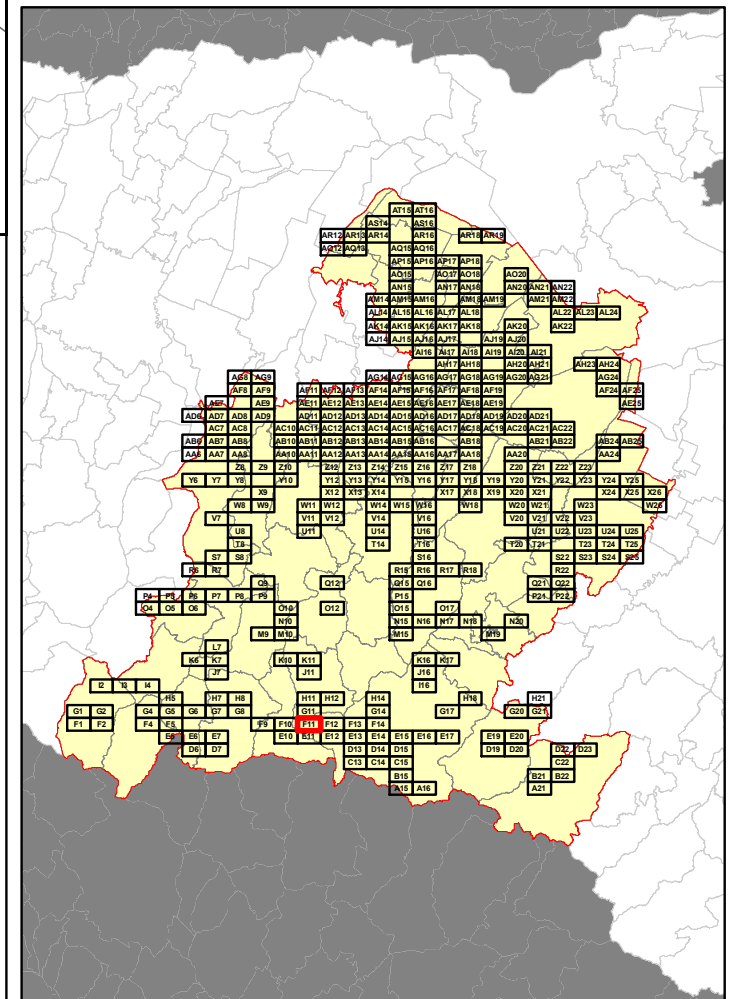 AT15 AT16
AS14 AS16
AR12 AR13 AR14 AR16 AR18 AR19
AQ12 AQ13 AQ15 AQ16
AP15 AP16 AP17 AP18
AO15 AO17 AO18 AO20
AN15 AN17 AN18 AN20 AN21 AN22
AM14 AM15 AM16 AM18 AM19 AM21 AM22
AL14 AL15 AL16 AL17 AL18 AL22 AL23 AL24
AK14 AK15 AK16 AK17 AK18 AK20 AK22
AJ14 AJ15 AJ16 AJ17 AJ19 AJ20
AI16 AI17 AI18 AI19 AI20 AI21
AH17 AH18 AH20 AH21 AH23 AH24
AG8 AG9 AG14 AG15 AG16 AG17 AG18 AG19 AG20 AG21 AG24
AF8 AF9 AF11 AF12 AF13 AF14 AF15 AF16 AF17 AF18 AF19 AF24 AF25
AE7 AE9 AE11 AE12 AE13 AE14 AE15 AE16 AE17 AE18 AE19 AE25
AD6 AD7 AD8 AD9 AD11 AD12 AD13 AD14 AD15 AD16 AD17 AD18 AD19 AD20 AD21
AC7 AC8 AC10 AC11 AC12 AC13 AC14 AC15 AC16 AC17 AC18 AC19 AC20 AC21 AC22
AB6 AB7 AB8 AB10 AB11 AB12 AB13 AB14 AB15 AB16 AB18 AB21 AB22 AB24 AB25
AA6 AA7 AA8 AA10 AA11 AA12 AA13 AA14 AA15 AA16 AA17 AA18 AA20 AA24
Z8 Z9 Z10 Z12 Z13 Z14 Z15 Z16 Z17 Z18 Z20 Z21 Z22 Z23
Y6 Y7 Y8 Y10 Y12 Y13 Y14 Y15 Y16 Y17 Y18 Y19 Y20 Y21 Y22 Y23 Y24 Y25
X9 X12 X13 X14 X17 X18 X19 X20 X21 X24 X25 X26
W8 W9 W11 W12 W14 W15 W16 W18 W20 W21 W23 W26
V7 V11 V12 V14 V16 V20 V21 V22 V23
U8 U11 U14 U16 U21 U22 U23 U24 U25
T8 T14 T16 T20 T21 T23 T24 T25
S7 S8 S16 S22 S23 S24 S25
R6 R7 R15 R16 R17 R18 R22
Q9 Q12 Q15 Q16 Q21 Q22
P4 P5 P6 P7 P8 P9 P15 P21 P22
O4 O5 O6 O10 O12 O15 O17
N10 N15 N16 N17 N18 N20
M9 M10 M15 M19
L7
K6 K7 K10 K11 K16 K17
J7 J11 J16
I2 I3 I4 I16
H5 H7 H8 H11 H12 H14 H18 H21
G1 G2 G4 G5 G6 G7 G8 G11 G14 G17 G20 G21
F1 F2 F4 F5 F9 F10 F11 F12 F13 F14
E5 E6 E7 E10 E11 E12 E13 E14 E15 E16 E17 E19 E20
D6 D7 D14 D15 D19 D20 D22 D23
C13 C14 C15 C22
B15 B21 B22
A15 A16 A21